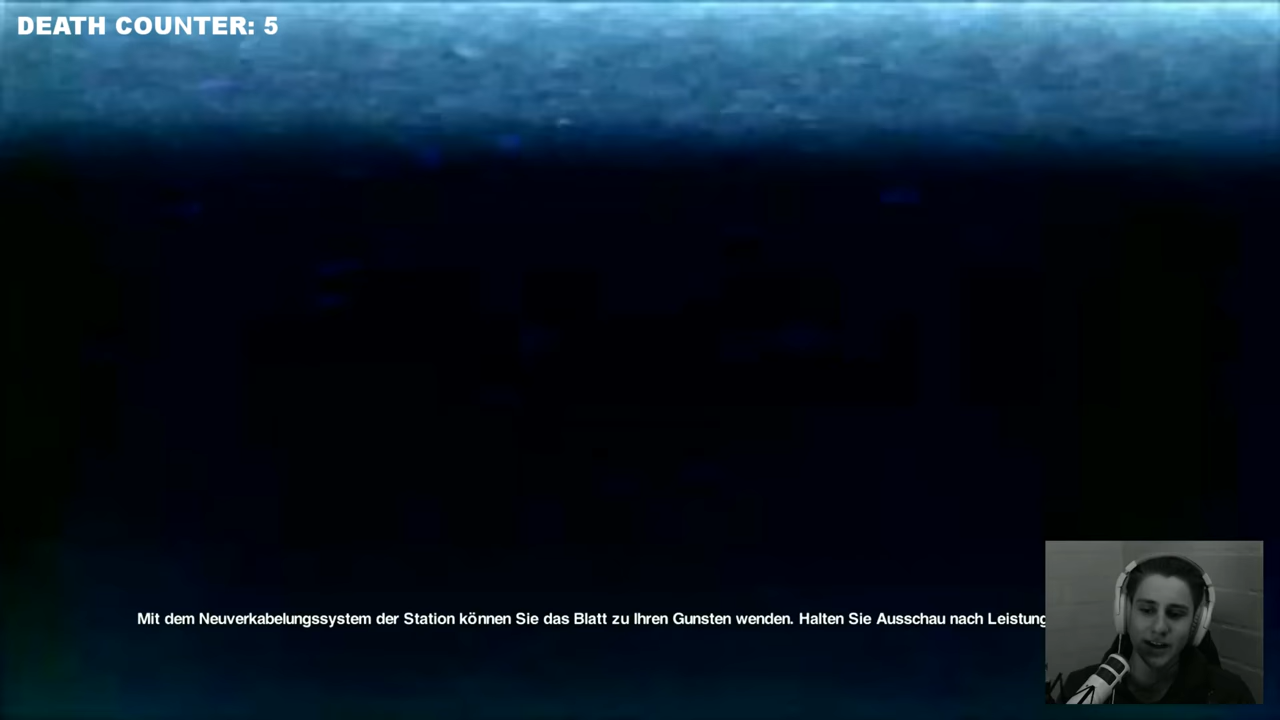 DEATH COUNTER: 5
Mit dem Neuverkabelungssystem der Station können Sie das Blatt zu Ihren Gunsten wenden. Halten Sie Ausschau nach Leistung